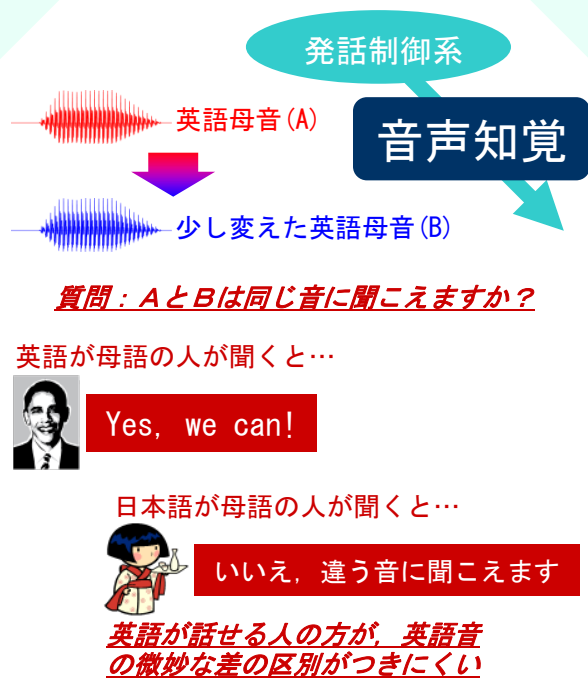 発話制御系
音声知覚
英語母音(A)
少し変えた英語母音(B)
質問：ＡとＢは同じ音に聞こえますか？
英語が母語の人が聞くと…
Yes, we can!
日本語が母語の人が聞くと…
いいえ，違う音に聞こえます
英語が話せる人の方が，英語音
の微妙な差の区別がつきにくい